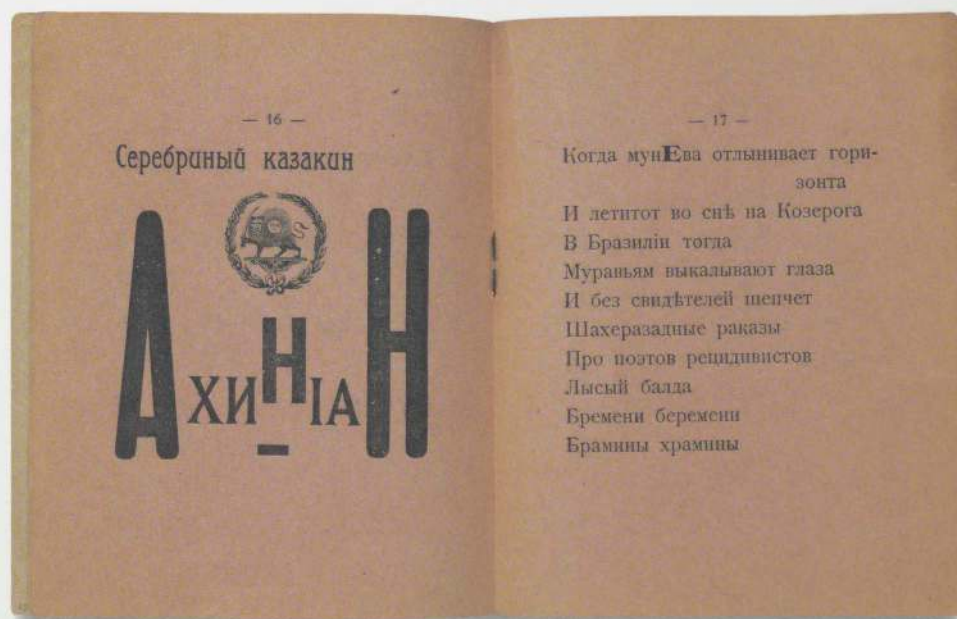 — 16 —
Серебриный казакин
АХИНІАН
— 17 —
Когда мунЕва отлынивает гори-
зонта
И летитот во снѣ на Козерога
В Бразиліи тогда
Муравьям выкалывают глаза
И без свидѣтелей шепчет
Шахеразадные раказы
Про поэтов рецидивистов
Лысый балда
Бремени беремени
Брамины храмины